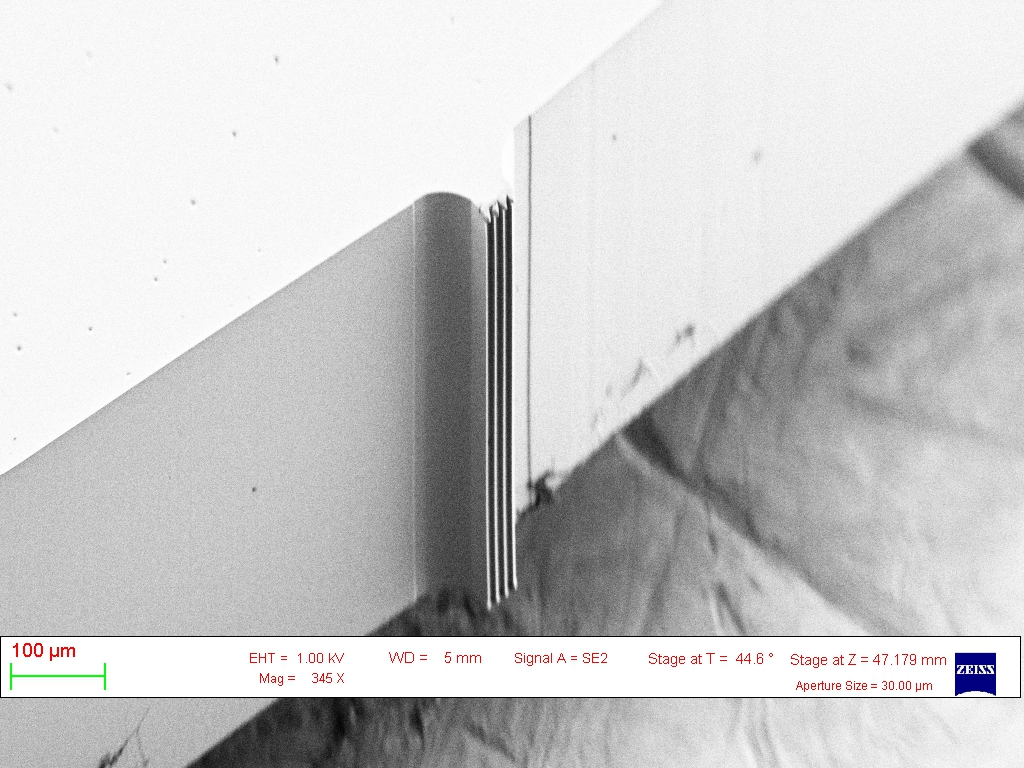 100 µm
EHT = 1.00 kV
WD = 5 mm
Signal A = SE2
Stage at T = 44.6 °
Stage at Z = 47.179 mm
ZEISS
Mag = 345 X
Aperture Size = 30.00 µm